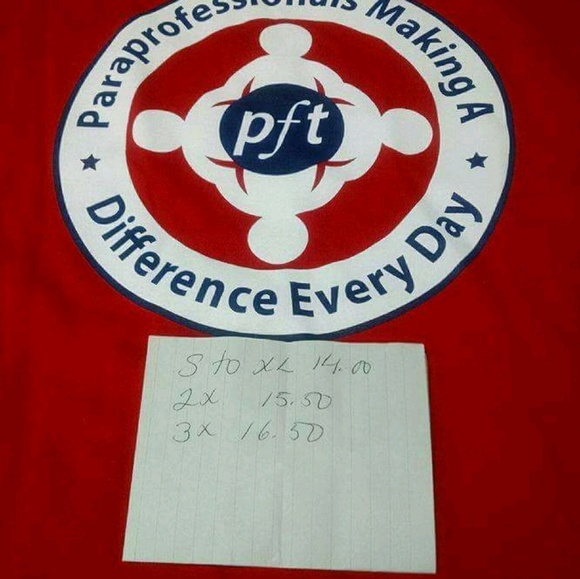 Paraprofessionals Making A
Difference Every Day
pft
S to XL 14.00
2X 15.50
3X 16.50